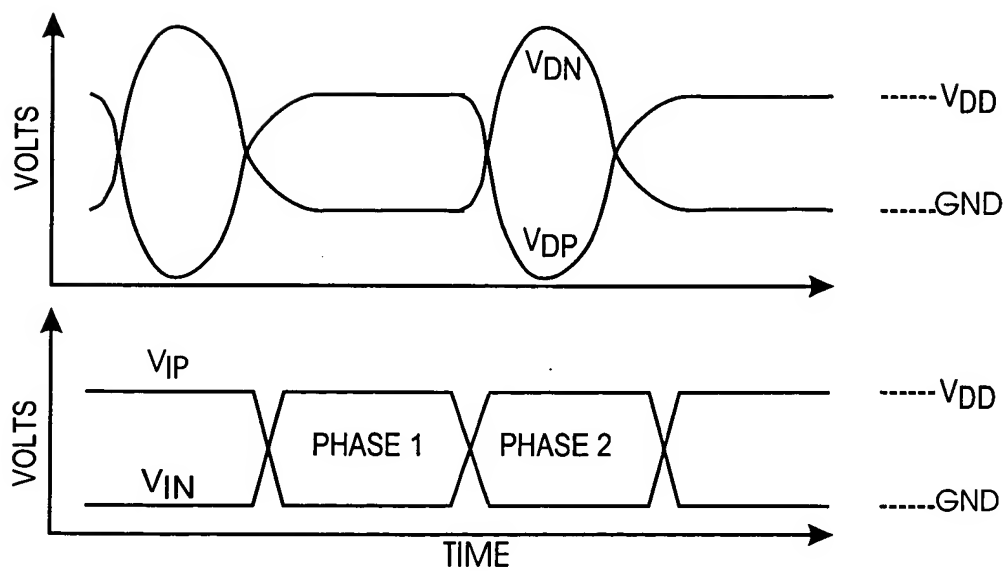 VOLTS
VDN
VDP
------ VDD
------GND
VOLTS
VIP
VIN
PHASE 1
PHASE 2
----- VDD
-----GND
TIME